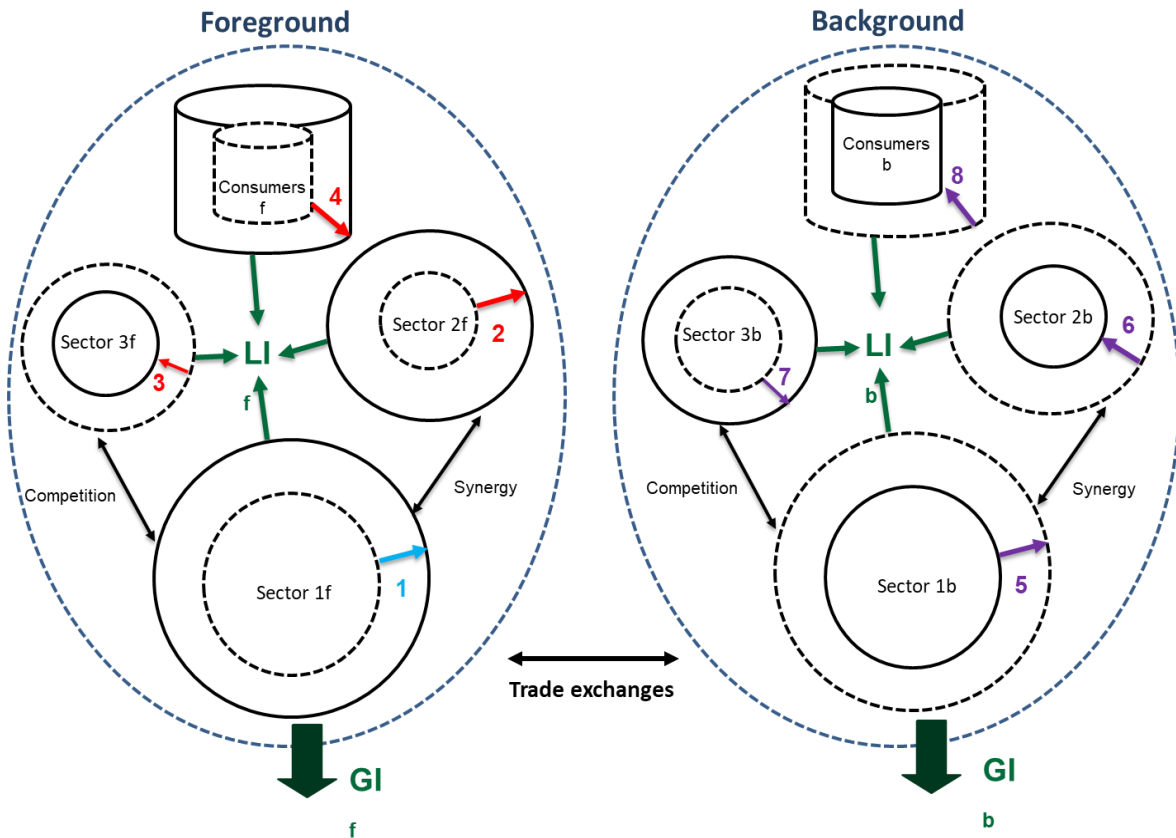 Foreground
Consumers
f
4
Sector 3f
3
Sector 2f
2
LI
f
Competition
Synergy
Sector 1f
1
GI
f
Trade exchanges
Background
Consumers
b
8
Sector 3b
7
Sector 2b
6
LI
b
Competition
Synergy
Sector 1b
5
GI
b